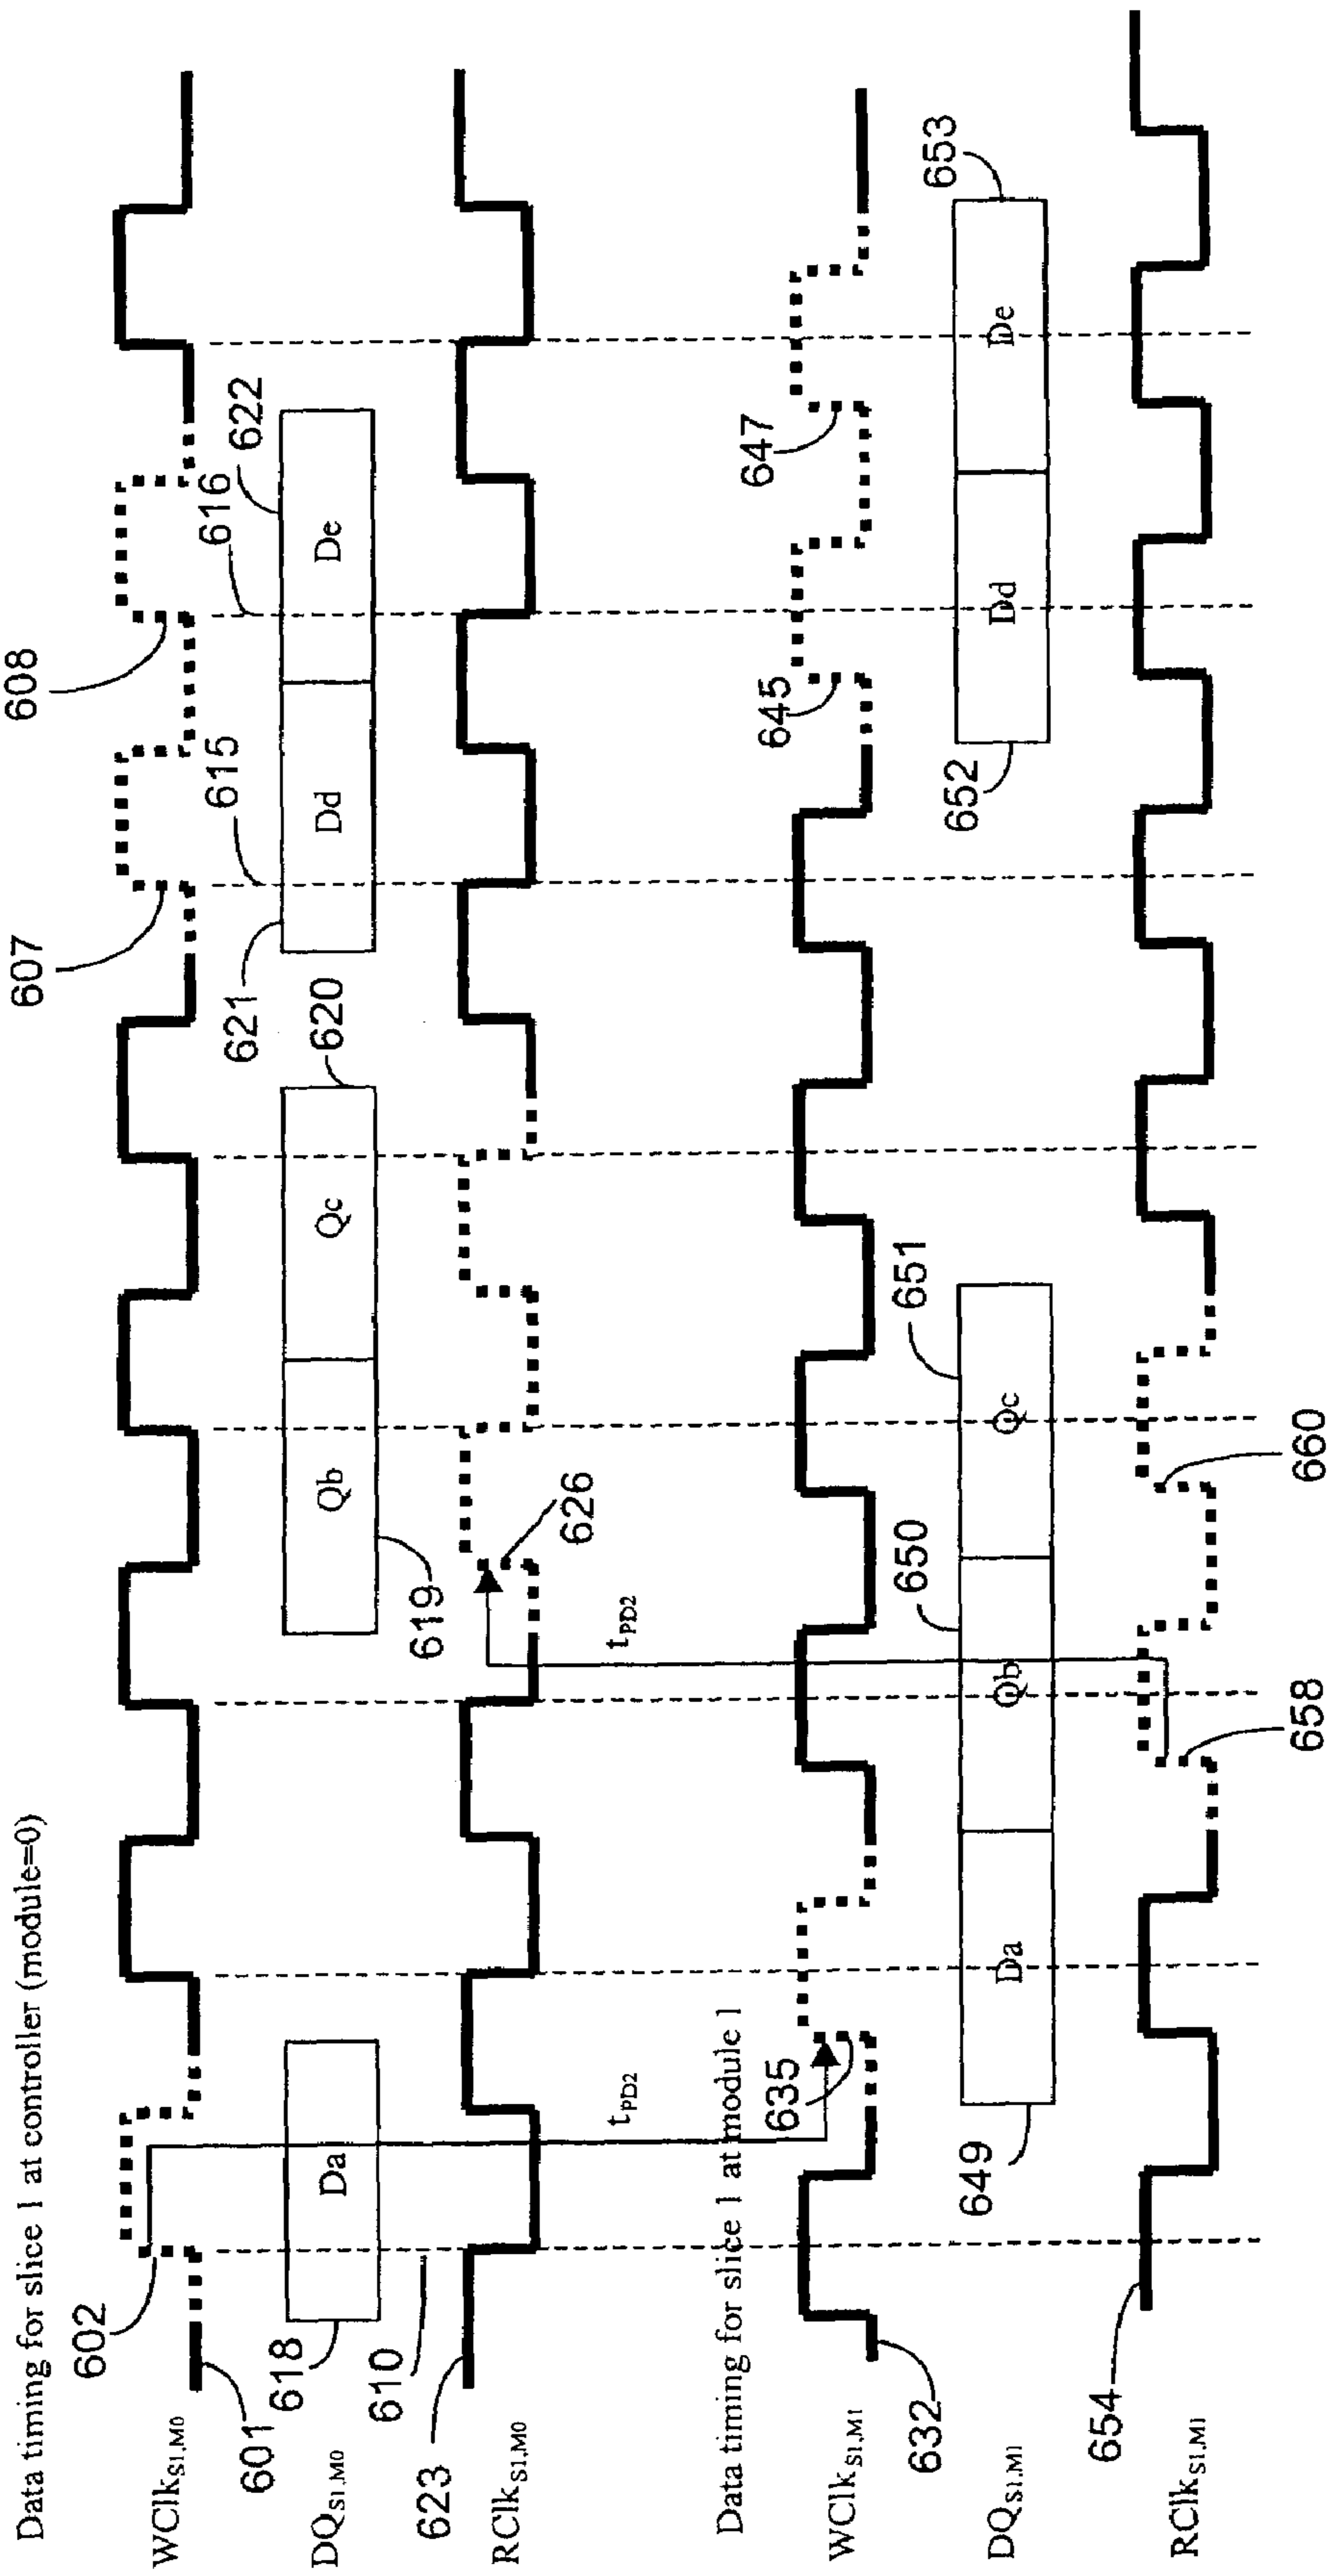 Data timing for slice 1 at controller (module=0)
607
608
602
WClk S1,M0
601
618
Da
610
Qb
619
Qc
620
621
615
Dd
616
622
De
DQ S1,M0
623
626
RClk S1,M0
tPD2
tPD2
Data timing for slice 1 at module 1
635
645
647
WClk S1,M1
632
649
Da
650
Qb
651
Qc
652
Dd
De
653
DQ S1,M1
654
658
660
RClk S1,M1